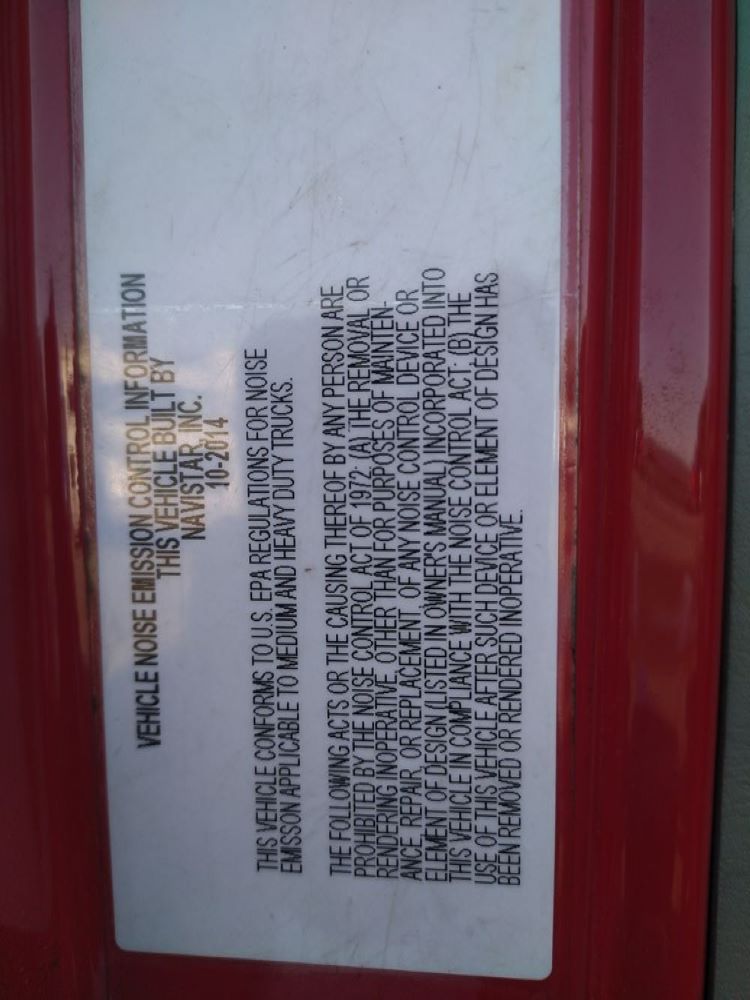 VEHICLE NOISE EMISSION CONTROL INFORMATION
THIS VEHICLE BUILT BY
NAVISTAR, INC.
10-2014
THIS VEHICLE CONFORMS TO U.S. EPA REGULATIONS FOR NOISE
EMISSON APPLICABLE TO MEDIUM AND HEAVY DUTY TRUCKS.
THE FOLLOWING ACTS OR THE CAUSING THEREOF BY ANY PERSON ARE
PROHIBITED BY THE NOISE CONTROL ACT OF 1972: (A) THE REMOVAL OR
RENDERING INOPERATIVE, OTHER THAN FOR PURPOSES OF MAINTEN-
ANCE, REPAIR, OR REPLACEMENT, OF ANY NOISE CONTROL DEVICE OR
ELEMENT OF DESIGN (LISTED IN OWNER'S MANUAL) INCORPORATED INTO
THIS VEHICLE IN COMPLIANCE WITH THE NOISE CONTROL ACT; (B) THE
USE OF THIS VEHICLE AFTER SUCH DEVICE OR ELEMENT OF DESIGN HAS
BEEN REMOVED OR RENDERED INOPERATIVE.